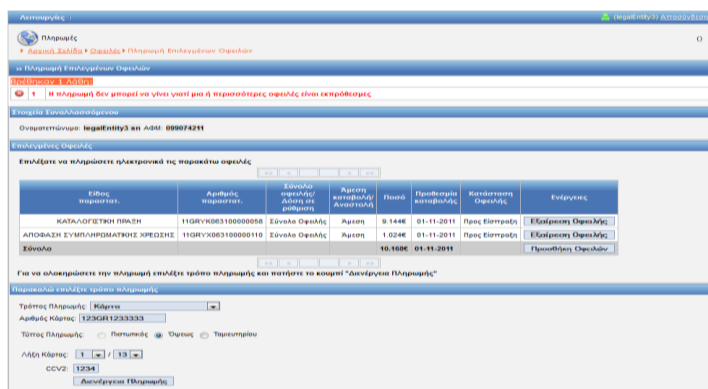 Λειτουργίες (legalEntity3) Αποσύνδεση
Πληρωμές ()
Αρχική Σελίδα Οφειλές Πληρωμή Επιλεγμένων Οφειλών
» Πληρωμή Επιλεγμένων Οφειλών
Βρέθηκαν 1 Λάθη:
1 Η πληρωμή δεν μπορεί να γίνει γιατί μια ή περισσότερες οφειλές είναι εκπρόθεσμες
Στοιχεία Συναλλασσόμενου
Ονοματεπώνυμο: legalEntity3 επ ΑΦΜ: 099074211
Επιλεγμένες Οφειλές
Επιλέξατε να πληρώσετε ηλεκτρονικά τις παρακάτω οφειλές
<< < > >>
Είδος παραστατ. Αριθμός παραστατ. Σύνολο οφειλής/ Δόση σε ρύθμιση Άμεση καταβολή/ Αναστολή Ποσό Προθεσμία καταβολής Κατάσταση Οφειλής Ενέργειες
ΚΑΤΑΛΟΓΙΣΤΙΚΗ ΠΡΑΞΗ 11GRYK063100000058 Σύνολο Οφειλής Άμεση 9.144€ 01-11-2011 Προς Είσπραξη Εξαίρεση Οφειλής
ΑΠΟΦΑΣΗ ΣΥΜΠΛΗΡΩΜΑΤΙΚΗΣ ΧΡΕΩΣΗΣ 11GRYX063100000110 Σύνολο Οφειλής Άμεση 1.024€ 01-11-2011 Προς Είσπραξη Εξαίρεση Οφειλής
Σύνολο 10.168€ 01-11-2011 Προσθήκη Οφειλών
<< < > >>
Για να ολοκληρώσετε την πληρωμή επιλέξτε τρόπο πληρωμής και πατήστε το κουμπί "Διενέργεια Πληρωμής"
Παρακαλώ επιλέξτε τρόπο πληρωμής
Τρόπος Πληρωμής: Κάρτα
Αριθμός Κάρτας: 123GR1233333
Τύπος Πληρωμής: Πιστωτικός Όψεως Ταμιευτηρίου
Λήξη Κάρτας: 1 / 13
CCV2: 1234
Διενέργεια Πληρωμής